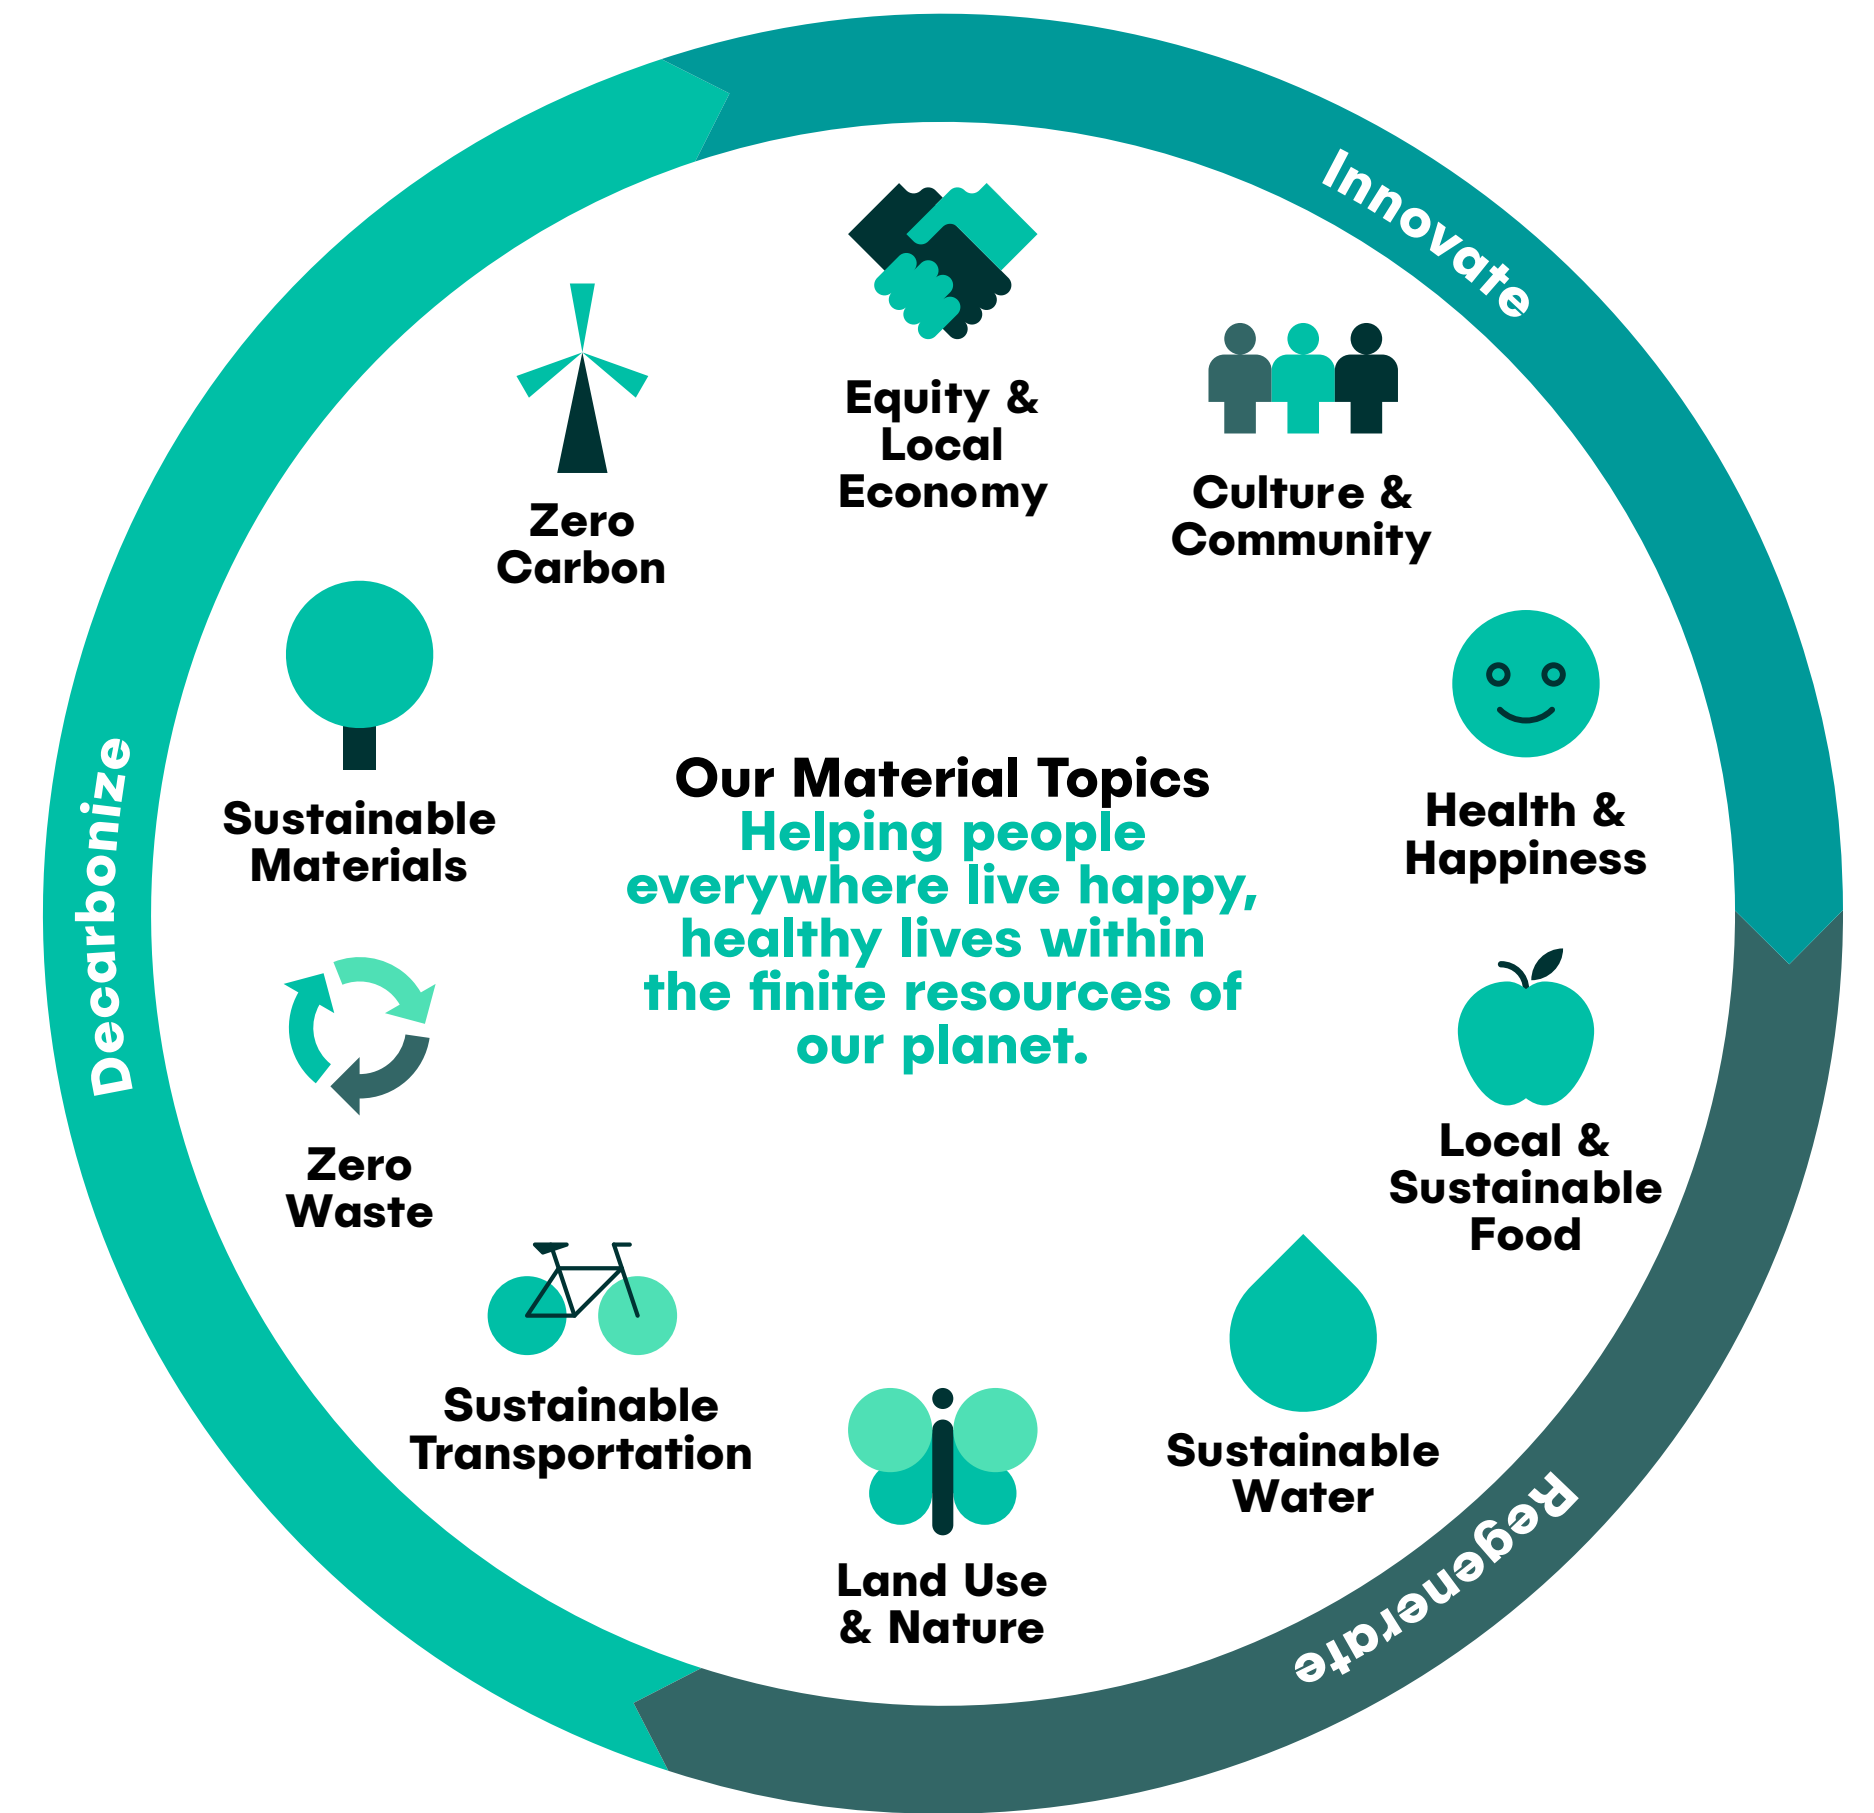 Innovate
Equity &
Local
Economy
Culture &
Community
Zero
Carbon
Health &
Happiness
Sustainable
Materials
Our Material Topics
Helping people
everywhere live happy,
healthy lives within
the finite resources of
our planet.
Decarbonize
Local &
Sustainable
Food
Zero
Waste
Sustainable
Transportation
Sustainable
Water
Land Use
& Nature
Regenerate